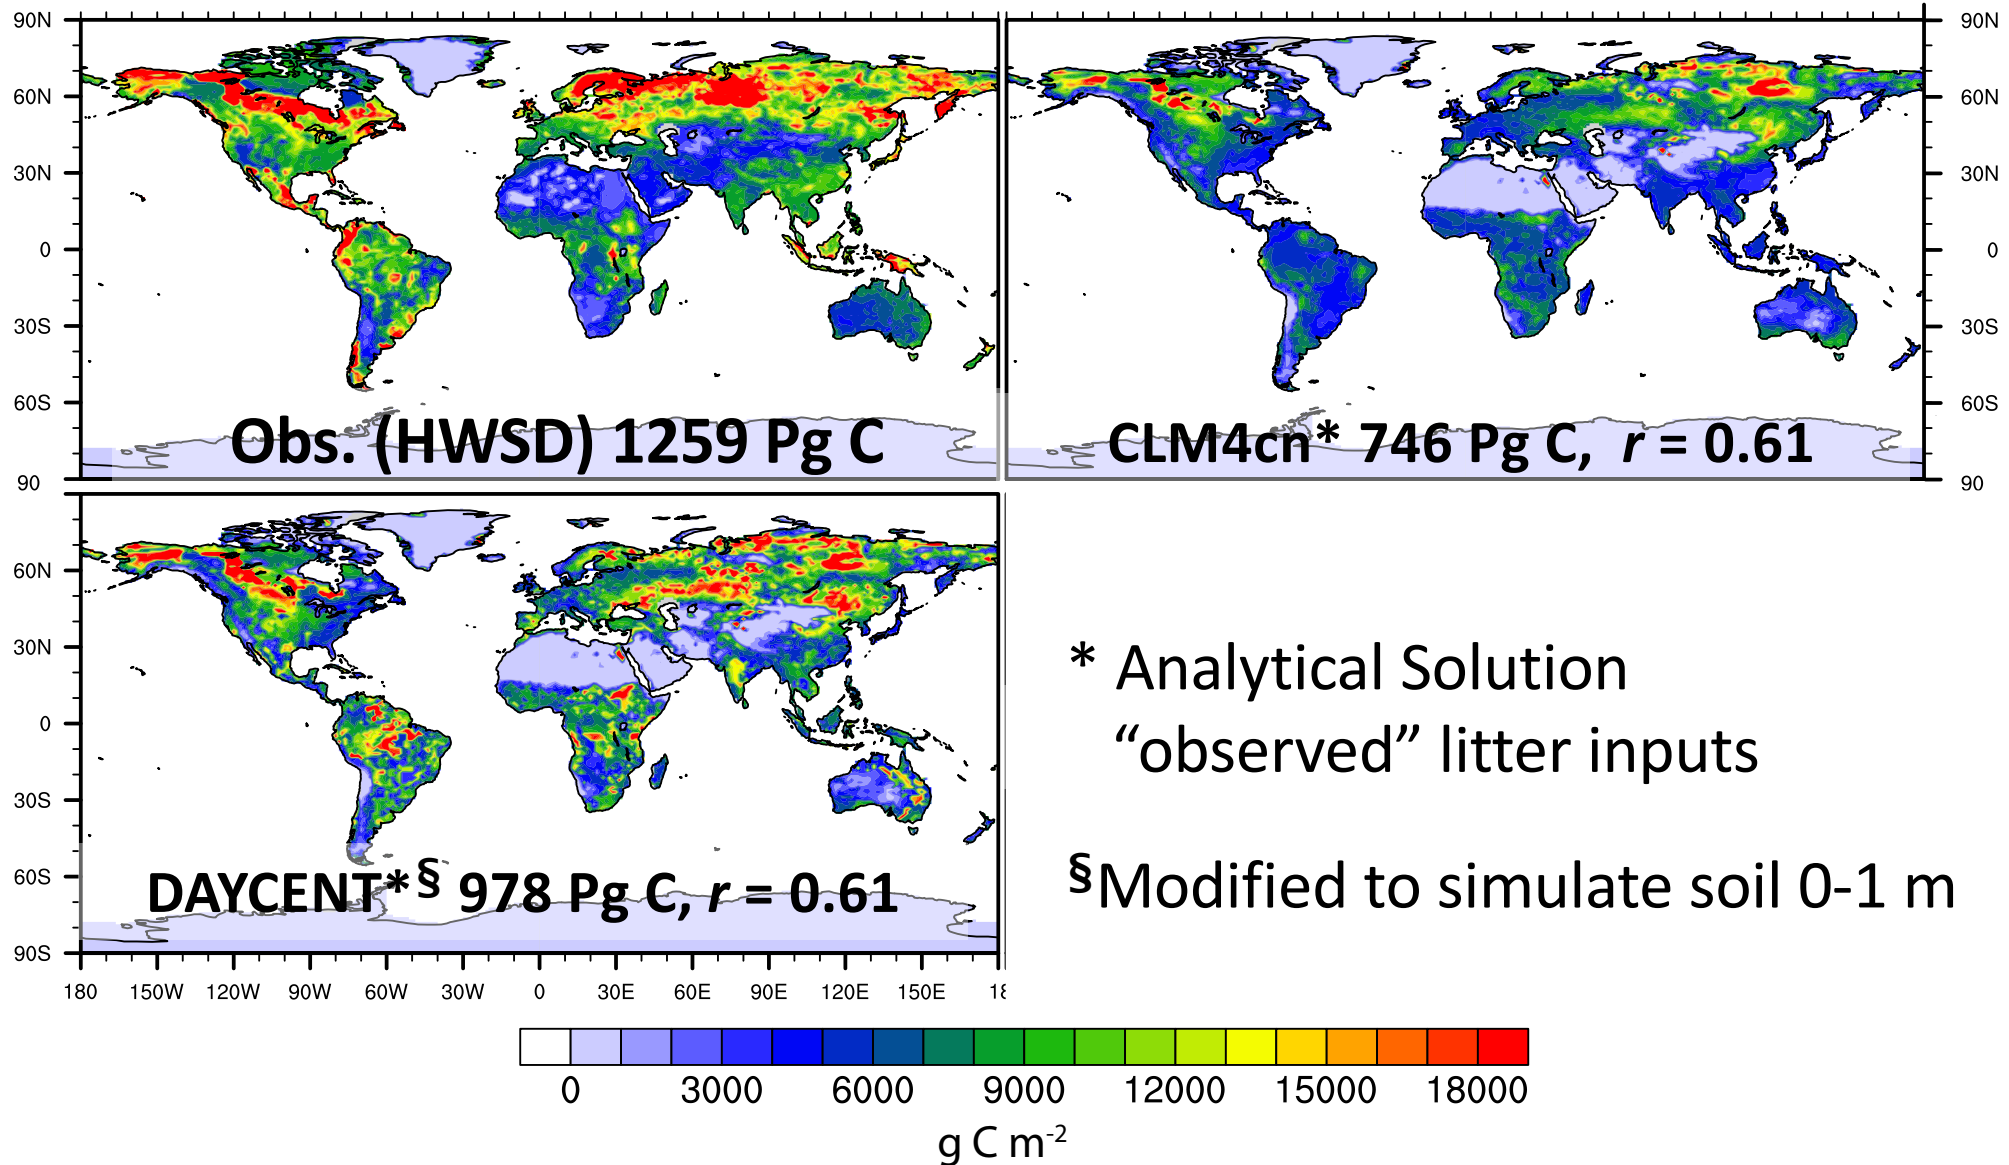 90N
60N
30N
0
30S
60S
90
Obs. (HWSD) 1259 Pg C
CLM4cn* 746 Pg C, r = 0.61
90N
60N
30N
0
30S
60S
90
60N
30N
0
30S
60S
90S
DAYCENT*§ 978 Pg C, r = 0.61
180 150W 120W 90W 60W 30W 0 30E 60E 90E 120E 150E
* Analytical Solution
“observed” litter inputs
§Modified to simulate soil 0-1 m
0 3000 6000 9000 12000 15000 18000
g C m-2